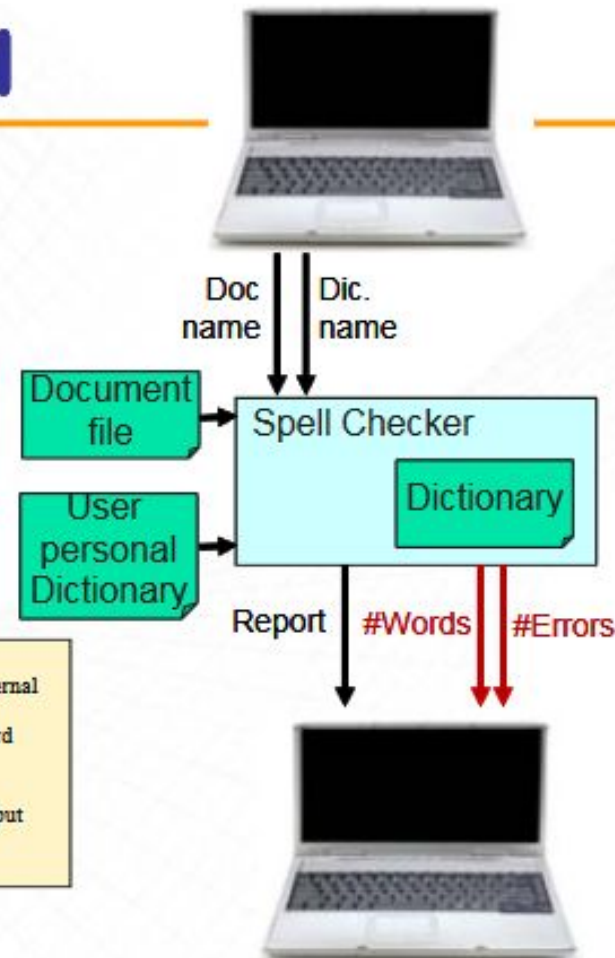 Doc
name
Dic.
name
Document
file
Spell Checker
Dictionary
User
personal
Dictionary
Report
#Words
#Errors